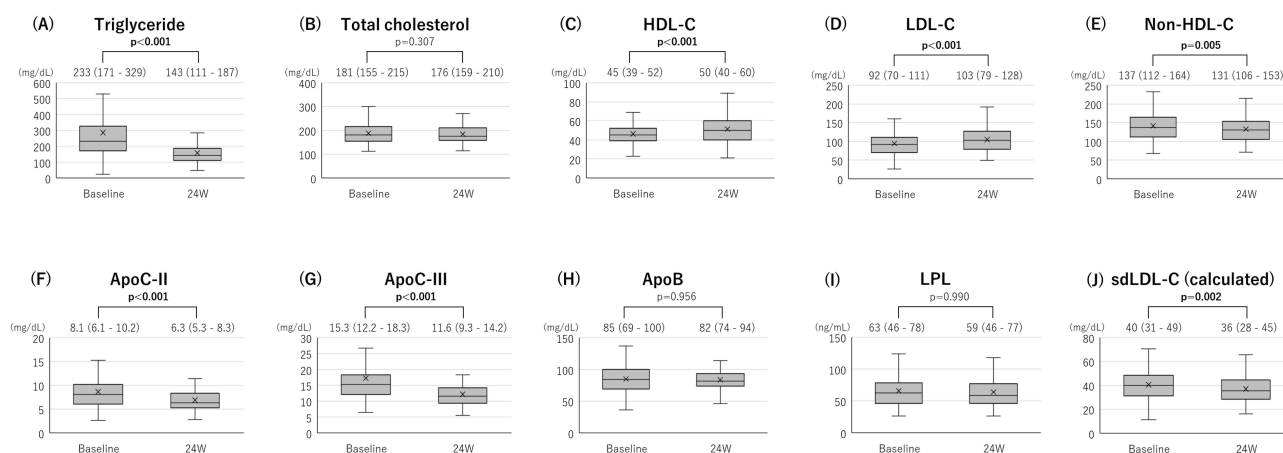 (A) Triglyceride
p<0.001
(mg/dL) 233 (171 - 329) 143 (111 - 187)
600
500
400
300
200
100
0
Baseline 24W
(B) Total cholesterol
p=0.307
(mg/dL) 181 (155 - 215) 176 (159 - 210)
400
300
200
100
0
Baseline 24W
(C) HDL-C
p<0.001
(mg/dL) 45 (39 - 52) 50 (40 - 60)
100
80
60
40
20
0
Baseline 24W
(D) LDL-C
p<0.001
(mg/dL) 92 (70 - 111) 103 (79 - 128)
250
200
150
100
50
0
Baseline 24W
(E) Non-HDL-C
p=0.005
(mg/dL) 137 (112 - 164) 131 (106 - 153)
250
200
150
100
50
0
Baseline 24W
(F) ApoC-II
p<0.001
(mg/dL) 8.1 (6.1 - 10.2) 6.3 (5.3 - 8.3)
20
15
10
5
0
Baseline 24W
(G) ApoC-III
p<0.001
(mg/dL) 15.3 (12.2 - 18.3) 11.6 (9.3 - 14.2)
30
25
20
15
10
5
0
Baseline 24W
(H) ApoB
p=0.956
(mg/dL) 85 (69 - 100) 82 (74 - 94)
150
100
50
0
Baseline 24W
(I) LPL
p=0.990
(ng/mL) 63 (46 - 78) 59 (46 - 77)
150
100
50
0
Baseline 24W
(J) sdLDL-C (calculated)
p=0.002
(mg/dL) 40 (31 - 49) 36 (28 - 45)
80
60
40
20
0
Baseline 24W